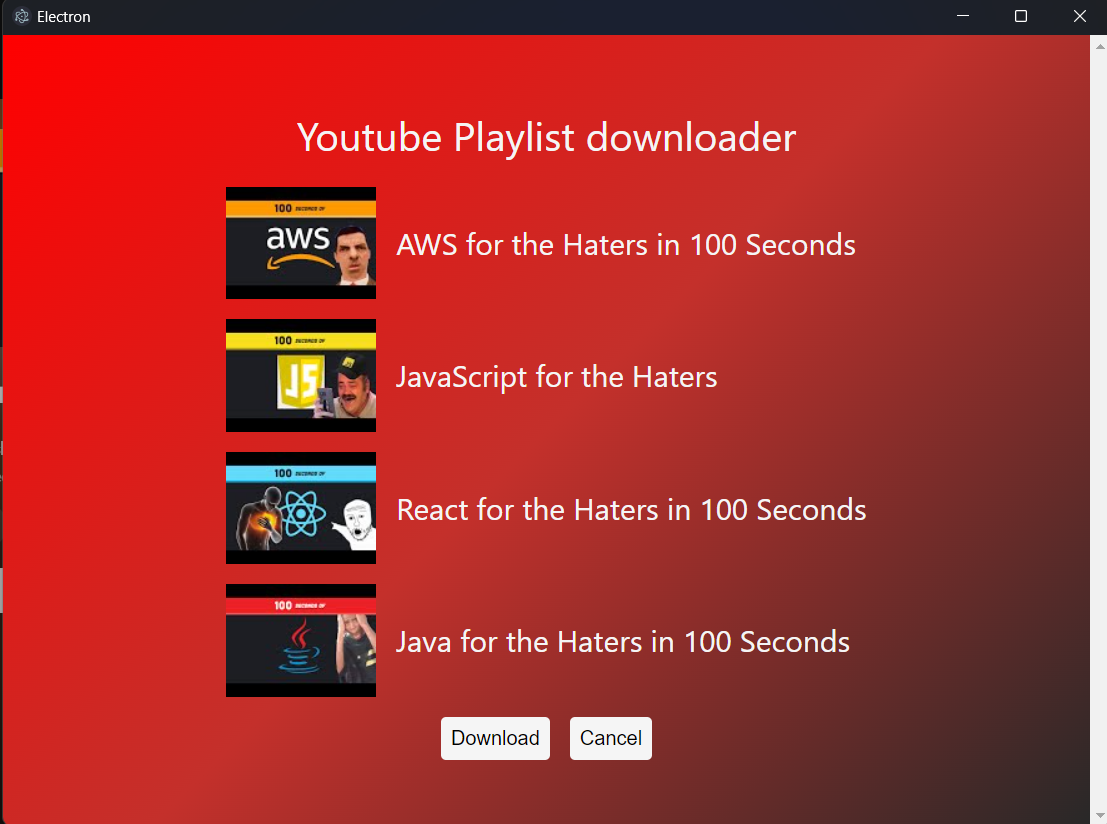 Electron
Youtube Playlist downloader
100 SECONDS OF
aws
AWS for the Haters in 100 Seconds
100 SECONDS OF
JS
JavaScript for the Haters
100 SECONDS OF
React for the Haters in 100 Seconds
100 SECONDS OF
Java for the Haters in 100 Seconds
Download
Cancel